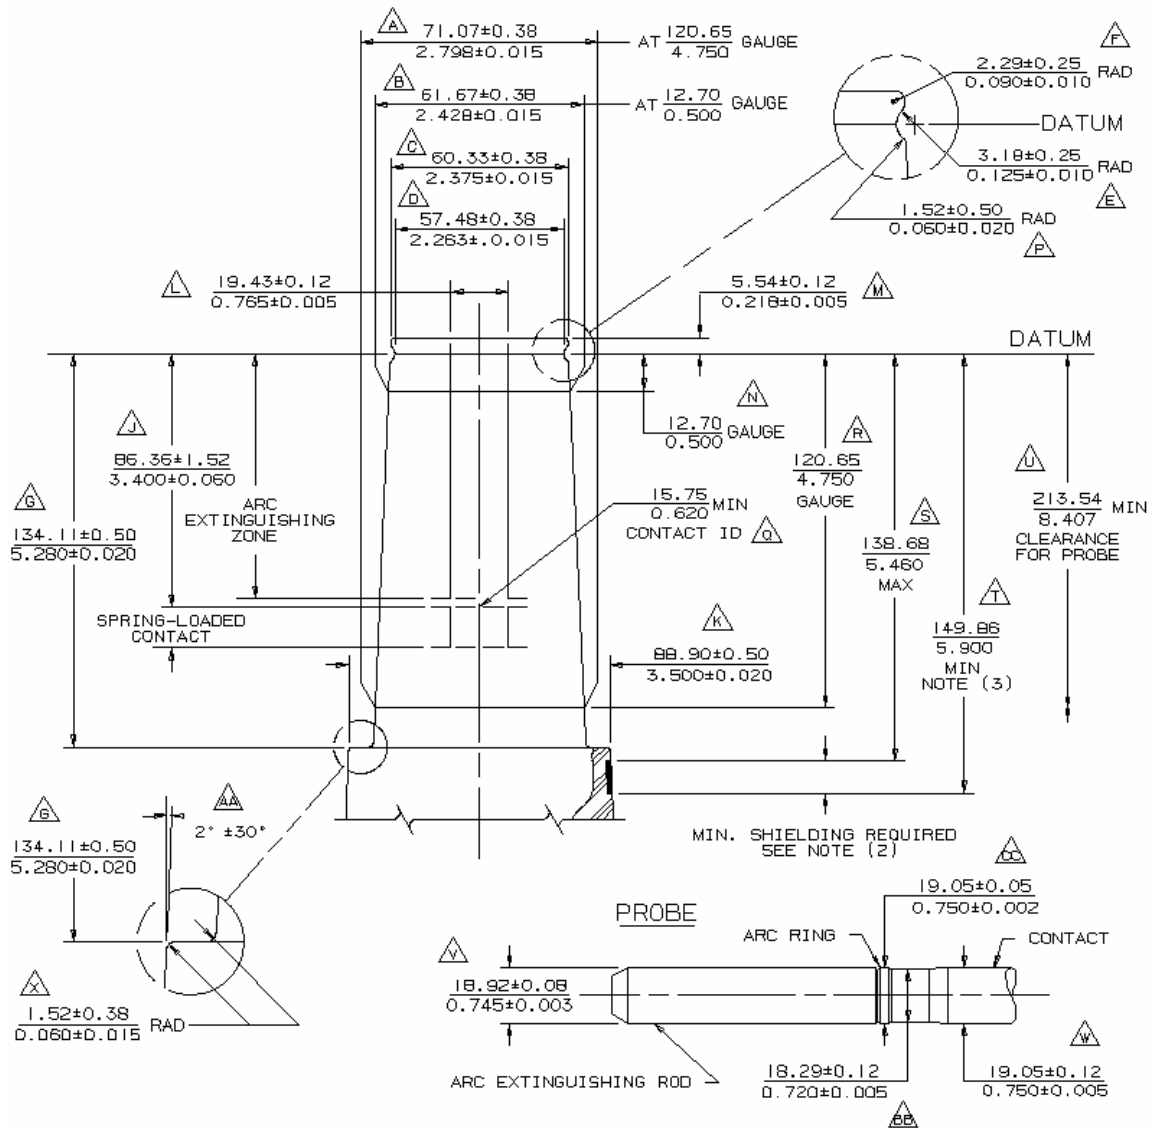 A
71.07±0.38
2.798±0.015
AT 120.65 GAUGE
4.750
B
61.67±0.38
2.428±0.015
AT 12.70 GAUGE
0.500
C
60.33±0.38
2.375±0.015
D
57.48±0.38
2.263±.0.015
F
2.29±0.25 RAD
0.090±0.010
DATUM
3.18±0.25 RAD
0.125±0.010
E
1.52±0.50 RAD
0.060±0.020
P
L
19.43±0.12
0.765±0.005
5.54±0.12
0.218±0.005
M
DATUM
N
12.70 GAUGE
0.500
J
86.36±1.52
3.400±0.060
R
120.65
4.750
GAUGE
U
213.54 MIN
8.407
CLEARANCE
FOR PROBE
G
134.11±0.50
5.280±0.020
ARC
EXTINGUISHING
ZONE
15.75 MIN
0.620
CONTACT ID Q
S
138.68
5.460
MAX
T
149.86
5.900
MIN
NOTE (3)
SPRING-LOADED
CONTACT
K
88.90±0.50
3.500±0.020
G
134.11±0.50
5.280±0.020
AA
2° ±30°
MIN. SHIELDING REQUIRED
SEE NOTE (2)
CC
19.05±0.05
0.750±0.002
PROBE
ARC RING
CONTACT
V
18.92±0.08
0.745±0.003
X
1.52±0.38 RAD
0.060±0.015
ARC EXTINGUISHING ROD
18.29±0.12
0.720±0.005
BB
W
19.05±0.12
0.750±0.005